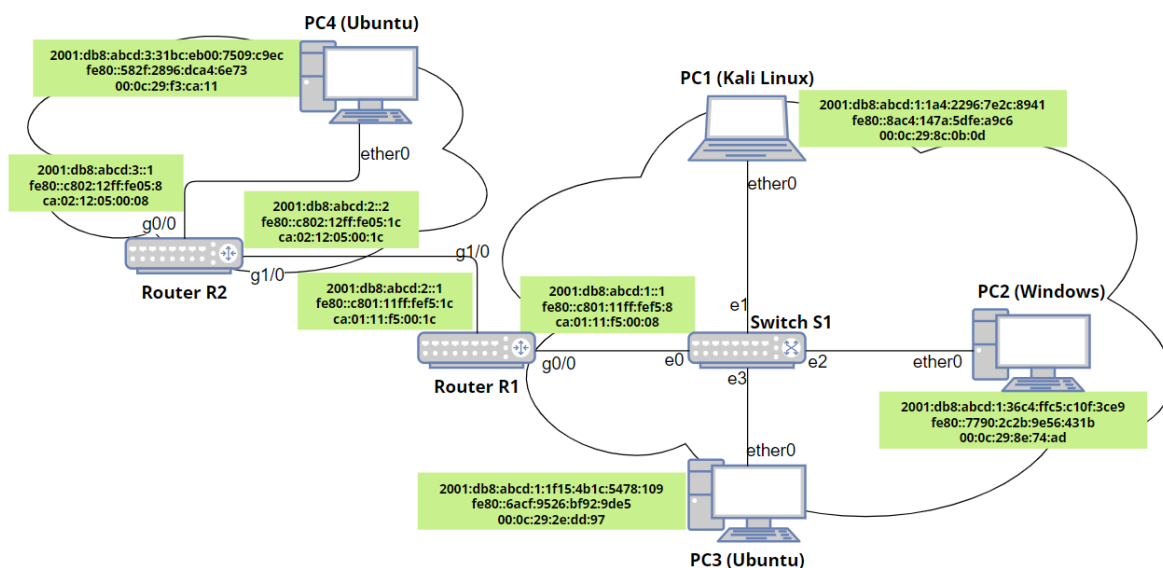 PC4 (Ubuntu)
2001:db8:abcd:3:31bc:eb00:7509:c9ec
fe80::582f:2896:dca4:6e73
00:0c:29:f3:ca:11
ether0
2001:db8:abcd:3::1
fe80::c802:12ff:fe05:8
ca:02:12:05:00:08
g0/0
2001:db8:abcd:2::2
fe80::c802:12ff:fe05:1c
ca:02:12:05:00:1c
g1/0
Router R2
2001:db8:abcd:2::1
fe80::c801:11ff:fef5:1c
ca:01:11:f5:00:1c
Router R1
2001:db8:abcd:1::1
fe80::c801:11ff:fef5:8
ca:01:11:f5:00:08
g0/0
PC1 (Kali Linux)
2001:db8:abcd:1:1a4:2296:7e2c:8941
fe80::8ac4:147a:5dfe:a9c6
00:0c:29:8c:0b:0d
ether0
e1
Switch S1
e0
e2
e3
PC2 (Windows)
ether0
2001:db8:abcd:1:36c4:ffc5:c10f:3ce9
fe80::7790:2c2b:9e56:431b
00:0c:29:8e:74:ad
ether0
2001:db8:abcd:1:1f15:4b1c:5478:109
fe80::6acf:9526:bf92:9de5
00:0c:29:2e:dd:97
PC3 (Ubuntu)